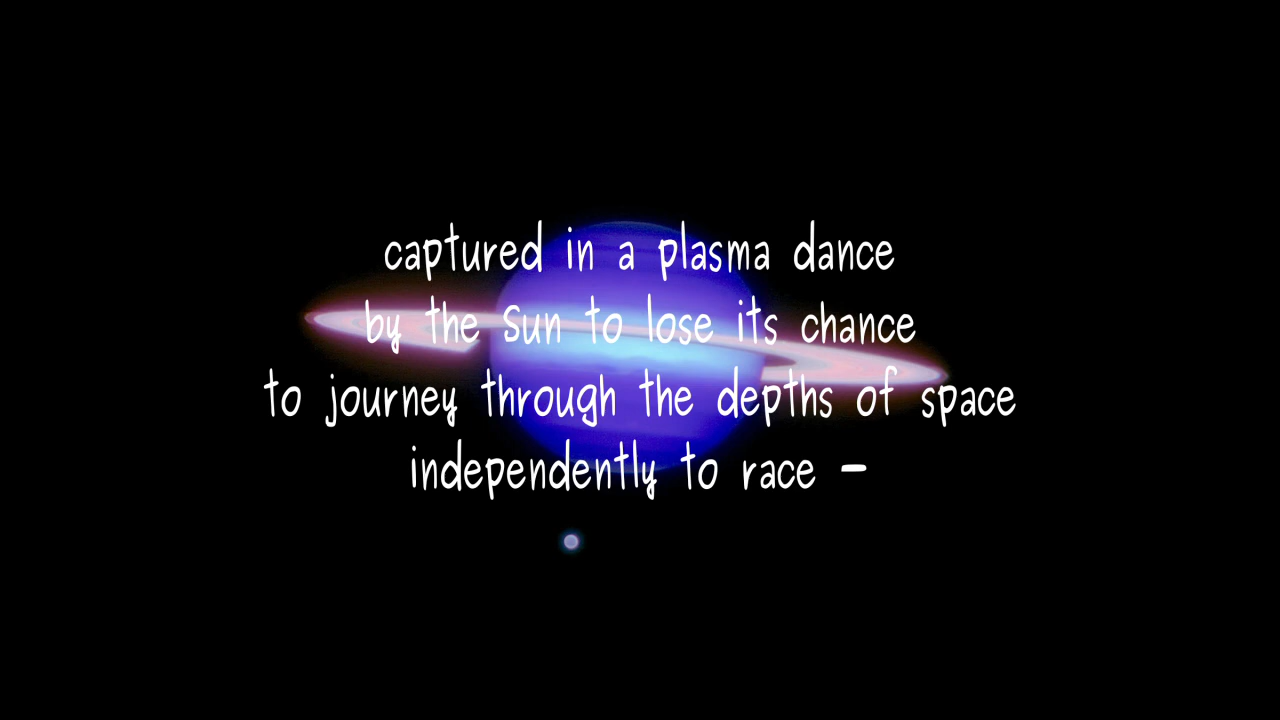 captured in a plasma dance
by the Sun to lose its chance
to journey through the depths of space
independently to race –